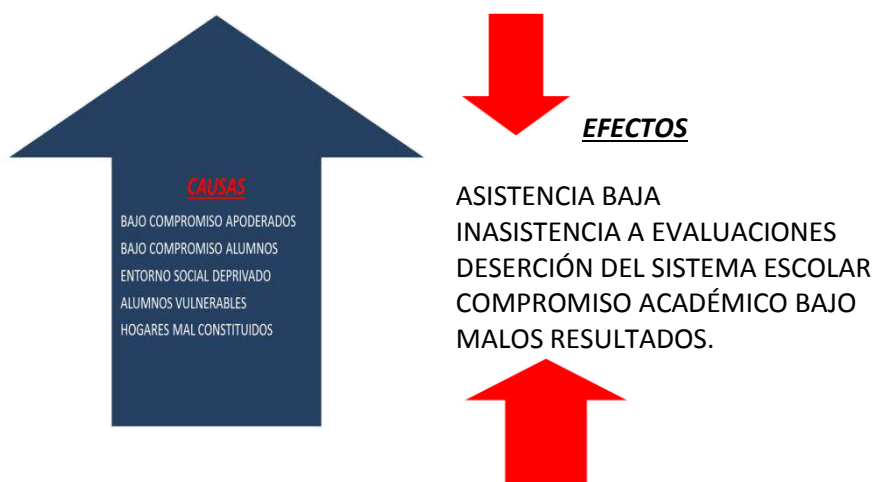 CAUSAS
BAJO COMPROMISO APODERADOS
BAJO COMPROMISO ALUMNOS
ENTORNO SOCIAL DEPRIVADO
ALUMNOS VULNERABLES
HOGARES MAL CONSTITUIDOS
EFECTOS
ASISTENCIA BAJA
INASISTENCIA A EVALUACIONES
DESERCIÓN DEL SISTEMA ESCOLAR
COMPROMISO ACADÉMICO BAJO
MALOS RESULTADOS.